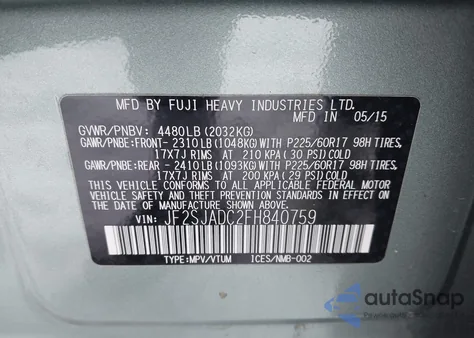 MFD. BY FUJI HEAVY INDUSTRIES LTD.
MFD. IN 05/15
GVWR/PNBV: 4480LB (2032KG)
GAWR/PNBE:FRONT- 2310LB (1048KG) WITH P225/60R17 98H TIRES,
17X7J RIMS AT 210 KPA (30 PSI) COLD
GAWR/PNBE:REAR - 2410LB (1093KG) WITH P225/60R17 98H TIRES,
17X7J RIMS AT 200 KPA (29 PSI) COLD
THIS VEHICLE CONFORMS TO ALL APPLICABLE FEDERAL MOTOR
VEHICLE SAFETY, BUMPER, AND THEFT PREVENTION STANDARDS
IN EFFECT ON THE DATE OF MANUFACTURE SHOWN ABOVE.
VIN: JF2SJADC2FH840759
TYPE:MPV/VTUM ICES/NMB-002
autoSnap